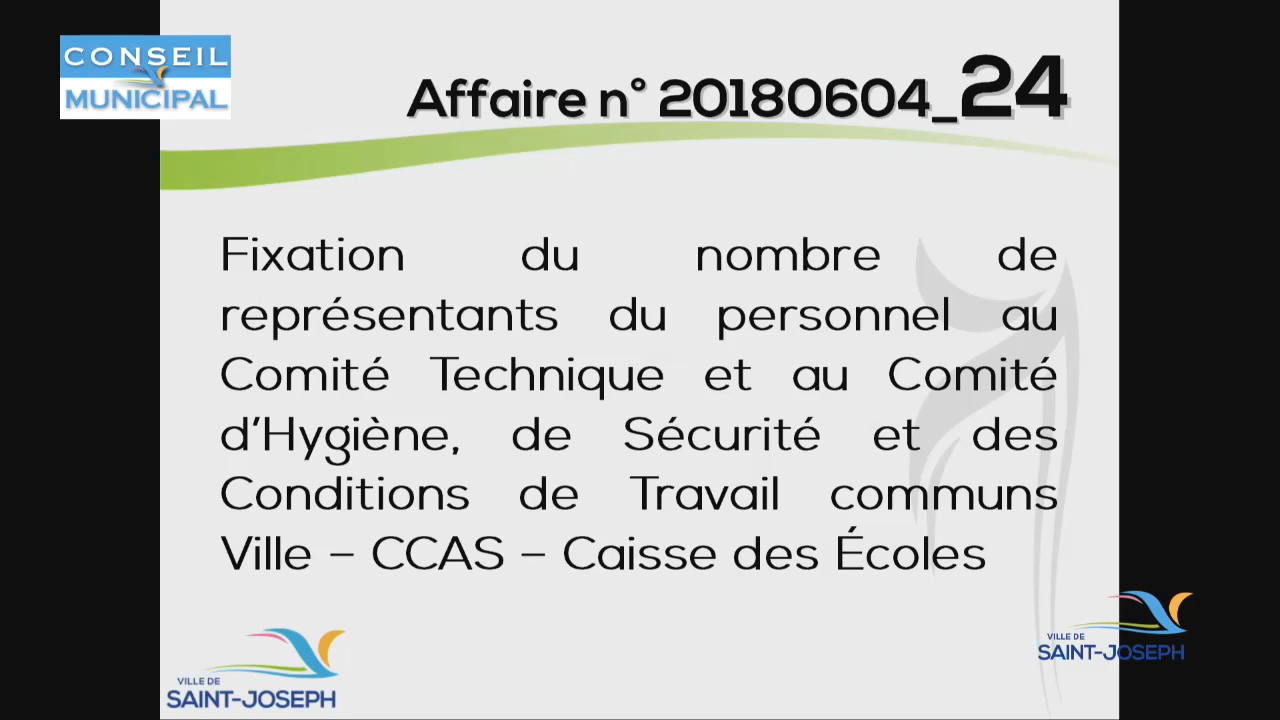 CONSEIL
MUNICIPAL
Affaire n° 20180604_24
Fixation du nombre de
représentants du personnel au
Comité Technique et au Comité
d'Hygiène, de Sécurité et des
Conditions de Travail communs
Ville – CCAS – Caisse des Écoles
VILLE DE
SAINT-JOSEPH
VILLE DE
SAINT-JOSEPH